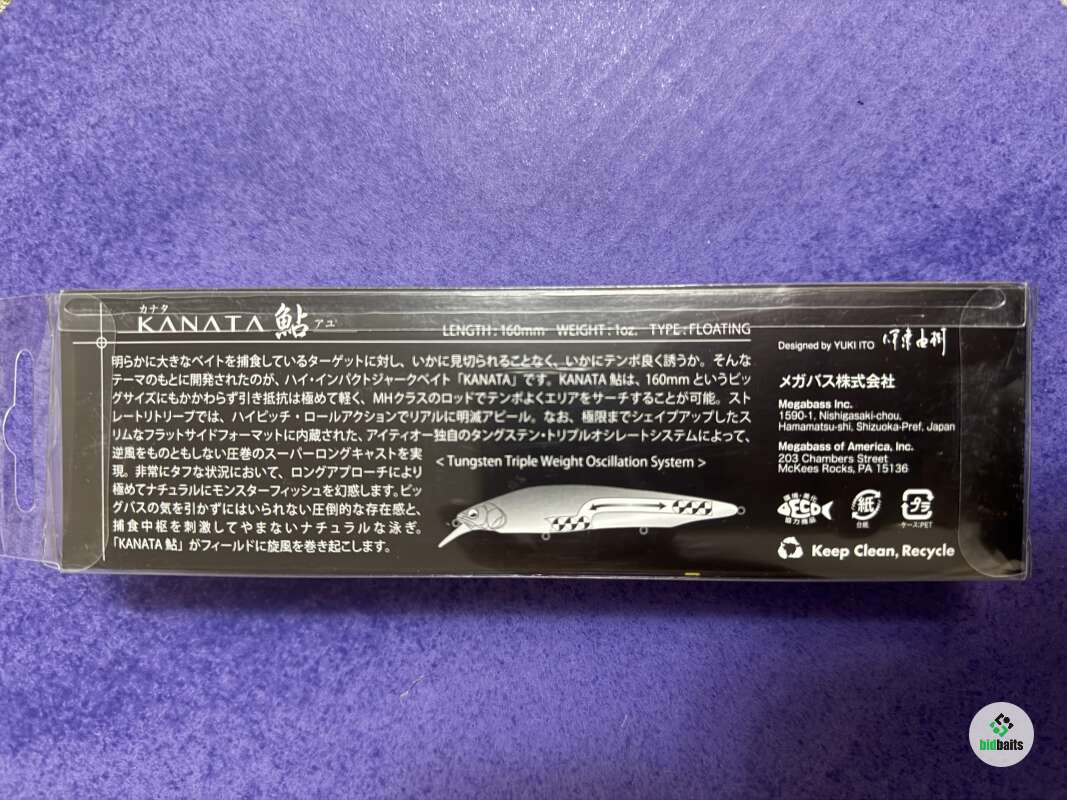 カナタ
KANATA 鮎 アユ
LENGTH : 160mm WEIGHT : 1oz. TYPE : FLOATING
明らかに大きなベイトを捕食しているターゲットに対し、いかに見切られることなく、いかにテンポ良く誘うか。そんな
テーマのもとに開発されたのが、ハイ・インパクトジャークベイト「KANATA」です。KANATA 鮎は、160mm というビッ
グサイズにもかかわらず引き抵抗は極めて軽く、MHクラスのロッドでテンポよくエリアをサーチすることが可能。スト
レートリトリーブでは、ハイピッチ・ロールアクションでリアルに明滅アピール。なお、極限までシェイプアップしたス
リムなフラットサイドフォーマットに内蔵された、アイティオー独自のタングステン・トリプルオシレートシステムによって、
逆風をものともしない圧巻のスーパーロングキャストを実
現。非常にタフな状況において、ロングアプローチにより
極めてナチュラルにモンスターフィッシュを幻惑します。ビッ
グバスの気を引かずにはいられない圧倒的な存在感と、
捕食中枢を刺激してやまないナチュラルな泳ぎ。
「KANATA 鮎」がフィールドに旋風を巻き起こします。
< Tungsten Triple Weight Oscillation System >
Designed by YUKI ITO 伊東由樹
メガバス株式会社
Megabass Inc.
1590-1, Nishigasaki-chou,
Hamamatsu-shi, Shizuoka-Pref, Japan
Megabass of America, Inc.
203 Chambers Street
McKees Rocks, PA 15136
環境・美化
ECO
協力商品
紙
台紙
プラ
ケース:PET
Keep Clean, Recycle
bidbaits